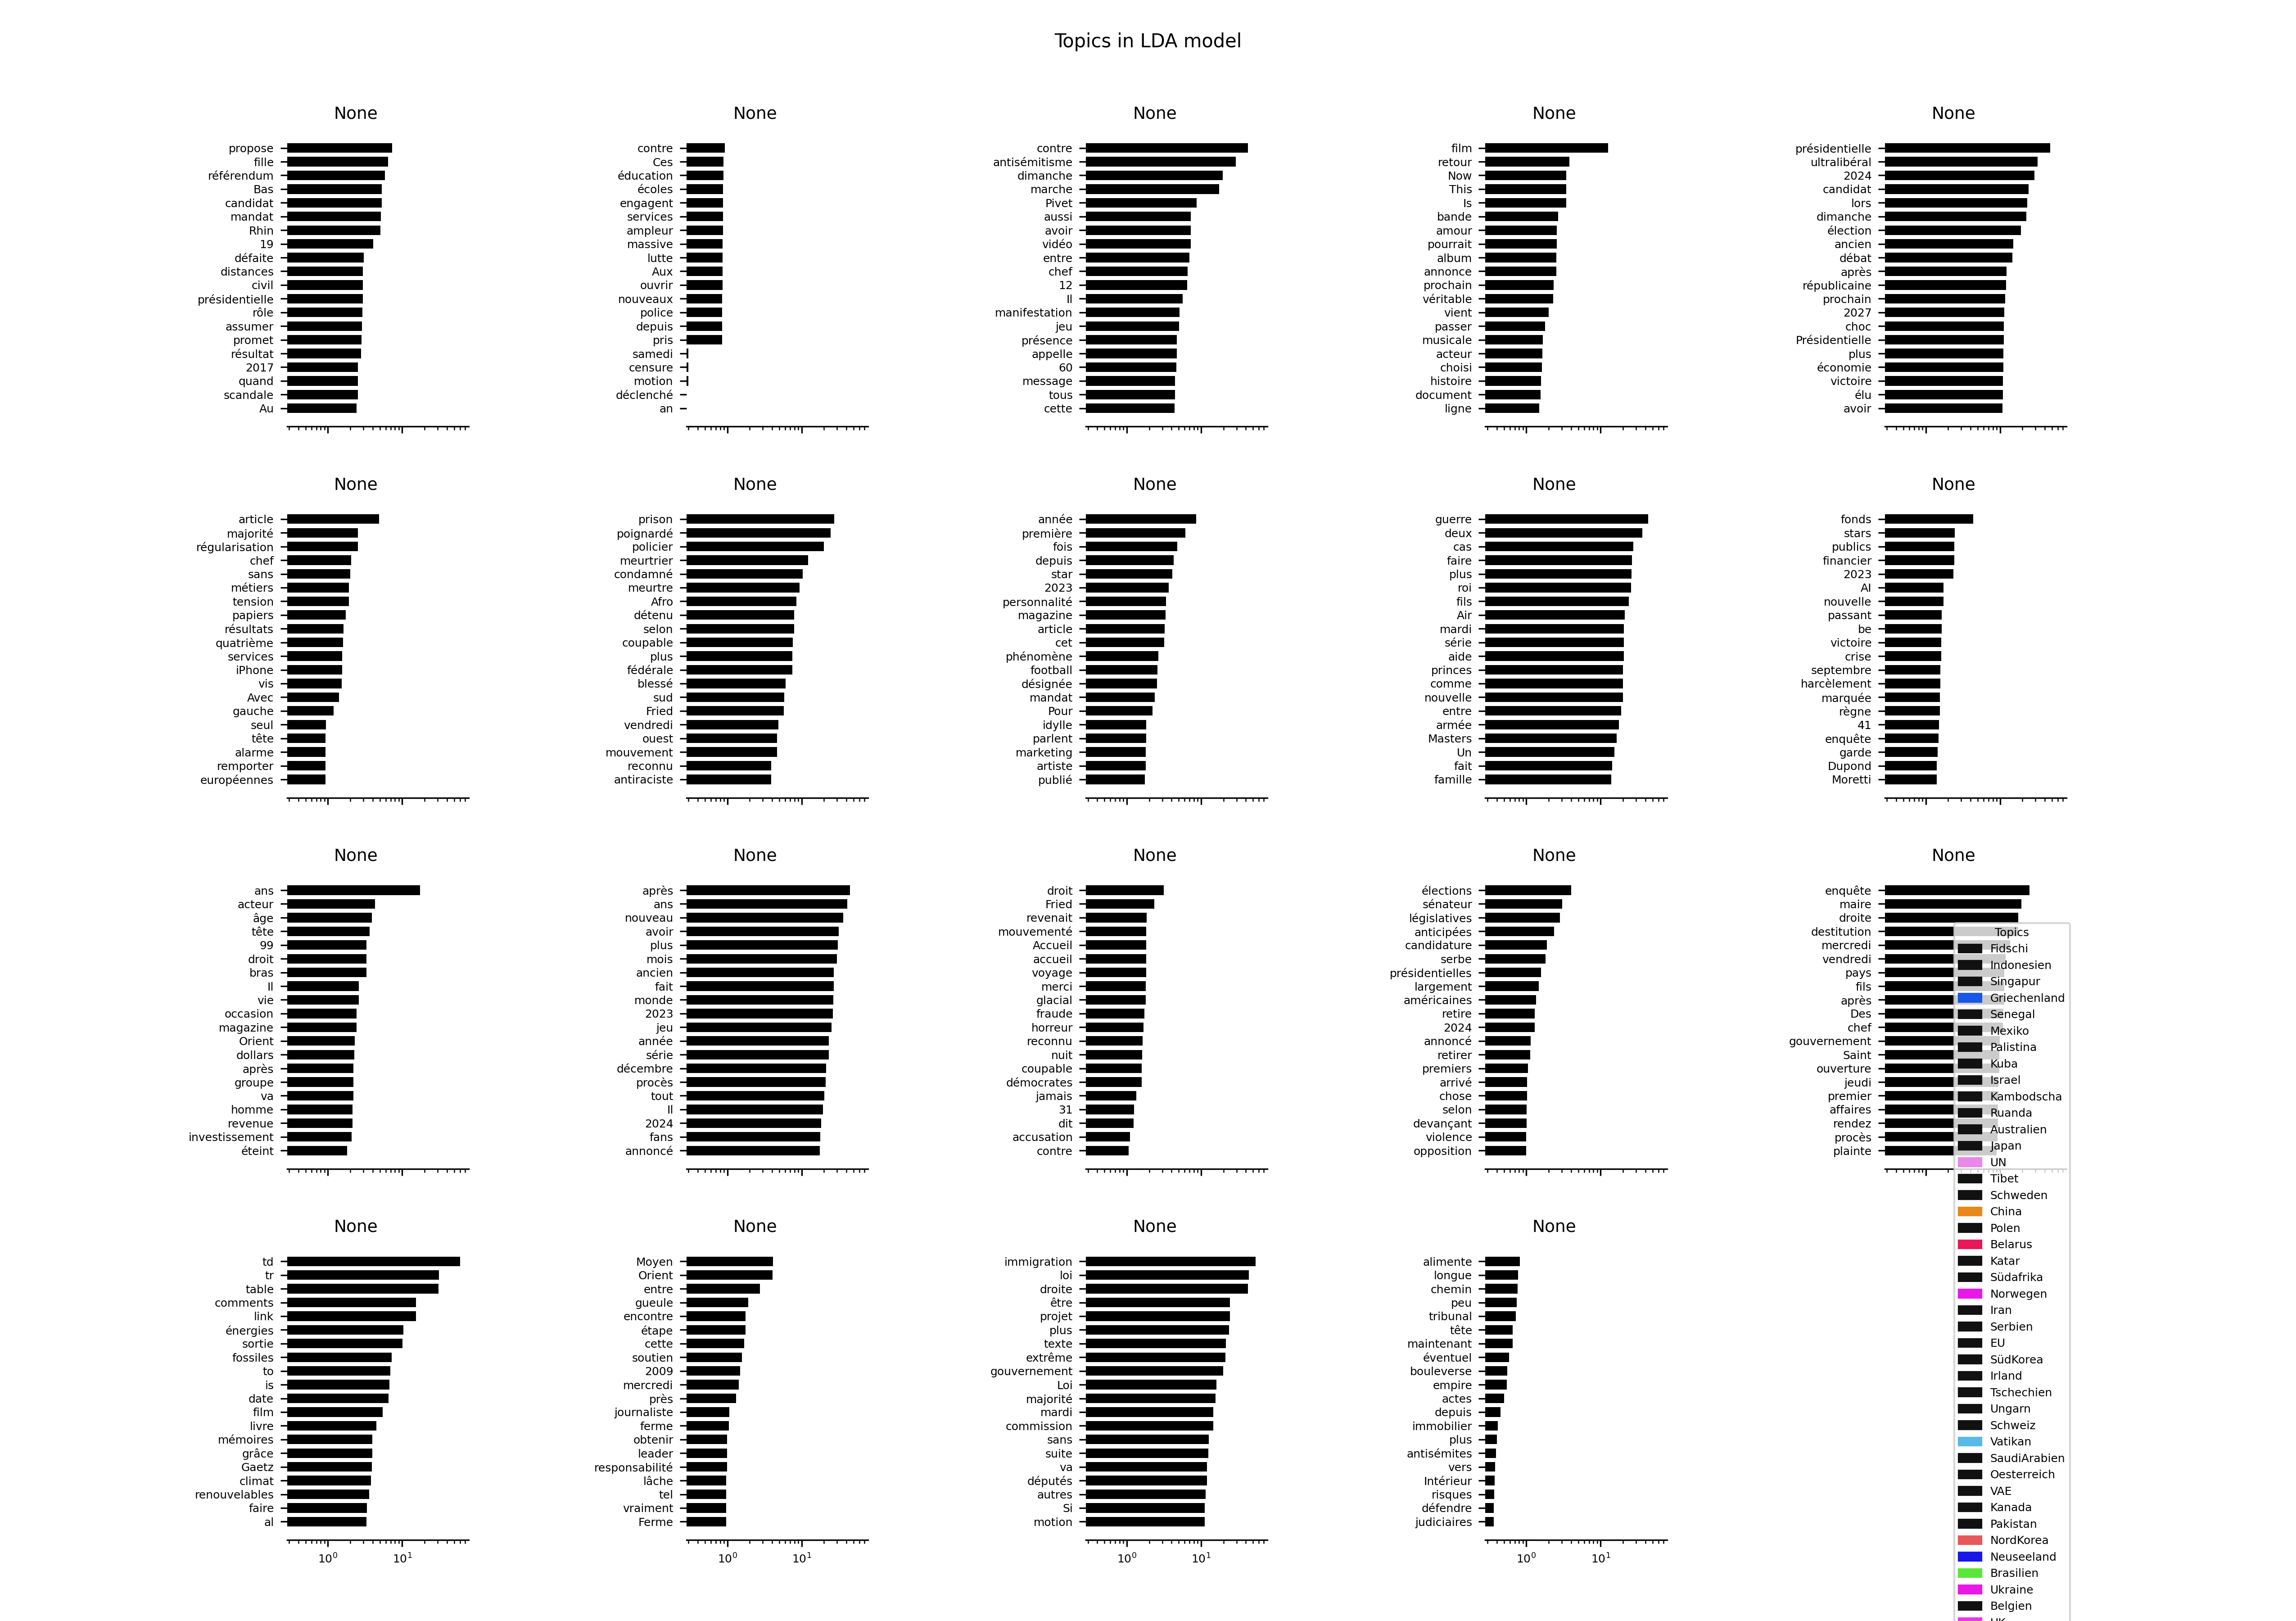 Topics in LDA model
None
propose
fille
référendum
Bas
candidat
mandat
Rhin
19
défaite
distances
civil
présidentielle
rôle
assumer
promet
résultat
2017
quand
scandale
Au
None
contre
Ces
éducation
écoles
engagent
services
ampleur
massive
lutte
Aux
ouvrir
nouveaux
police
depuis
pris
samedi
censure
motion
déclenché
an
None
contre
antisémitisme
dimanche
marche
Pivet
aussi
avoir
vidéo
entre
chef
12
Il
manifestation
jeu
présence
appelle
60
message
tous
cette
None
film
retour
Now
This
Is
bande
amour
pourrait
album
annonce
prochain
véritable
vient
passer
musicale
acteur
choisi
histoire
document
ligne
None
présidentielle
ultralibéral
2024
candidat
lors
dimanche
élection
ancien
débat
après
républicaine
prochain
2027
choc
Présidentielle
plus
économie
victoire
élu
avoir
None
article
majorité
régularisation
chef
sans
métiers
tension
papiers
résultats
quatrième
services
iPhone
vis
Avec
gauche
seul
tête
alarme
remporter
européennes
None
prison
poignardé
policier
meurtrier
condamné
meurtre
Afro
détenu
selon
coupable
plus
fédérale
blessé
sud
Fried
vendredi
ouest
mouvement
reconnu
antiraciste
None
année
première
fois
depuis
star
2023
personnalité
magazine
article
cet
phénomène
football
désignée
mandat
Pour
idylle
parlent
marketing
artiste
publié
None
guerre
deux
cas
faire
plus
roi
fils
Air
mardi
série
aide
princes
comme
nouvelle
entre
armée
Masters
Un
fait
famille
None
fonds
stars
publics
financier
2023
AI
nouvelle
passant
be
victoire
crise
septembre
harcèlement
marquée
règne
41
enquête
garde
Dupond
Moretti
None
ans
acteur
âge
tête
99
droit
bras
Il
vie
occasion
magazine
Orient
dollars
après
groupe
va
homme
revenue
investissement
éteint
None
après
ans
nouveau
avoir
plus
mois
ancien
fait
monde
2023
jeu
année
série
décembre
procès
tout
Il
2024
fans
annoncé
None
droit
Fried
revenait
mouvementé
Accueil
accueil
voyage
merci
glacial
fraude
horreur
reconnu
nuit
coupable
démocrates
jamais
31
dit
accusation
contre
None
élections
sénateur
législatives
anticipées
candidature
serbe
présidentielles
largement
américaines
retire
2024
annoncé
retirer
premiers
arrivé
chose
selon
devançant
violence
opposition
None
enquête
maire
droite
destitution
mercredi
vendredi
pays
fils
après
Des
chef
gouvernement
Saint
ouverture
jeudi
premier
affaires
rendez
procès
plainte
None
td
tr
table
comments
link
énergies
sortie
fossiles
to
is
date
film
livre
mémoires
grâce
Gaetz
climat
renouvelables
faire
al
10⁰ 10¹
None
Moyen
Orient
entre
gueule
encontre
étape
cette
soutien
2009
mercredi
près
journaliste
ferme
obtenir
leader
responsabilité
lâche
tel
vraiment
Ferme
10⁰ 10¹
None
immigration
loi
droite
être
projet
plus
texte
extrême
gouvernement
Loi
majorité
mardi
commission
sans
suite
va
députés
autres
Si
motion
10⁰ 10¹
None
alimente
longue
chemin
peu
tribunal
tête
maintenant
éventuel
bouleverse
empire
actes
depuis
immobilier
plus
antisémites
vers
Intérieur
risques
défendre
judiciaires
10⁰ 10¹
Topics
Fidschi
Indonesien
Singapur
Griechenland
Senegal
Mexiko
Palistina
Kuba
Israel
Kambodscha
Ruanda
Australien
Japan
UN
Tibet
Schweden
China
Polen
Belarus
Katar
Südafrika
Norwegen
Iran
Serbien
EU
SüdKorea
Irland
Tschechien
Ungarn
Schweiz
Vatikan
SaudiArabien
Oesterreich
VAE
Kanada
Pakistan
NordKorea
Neuseeland
Brasilien
Ukraine
Belgien